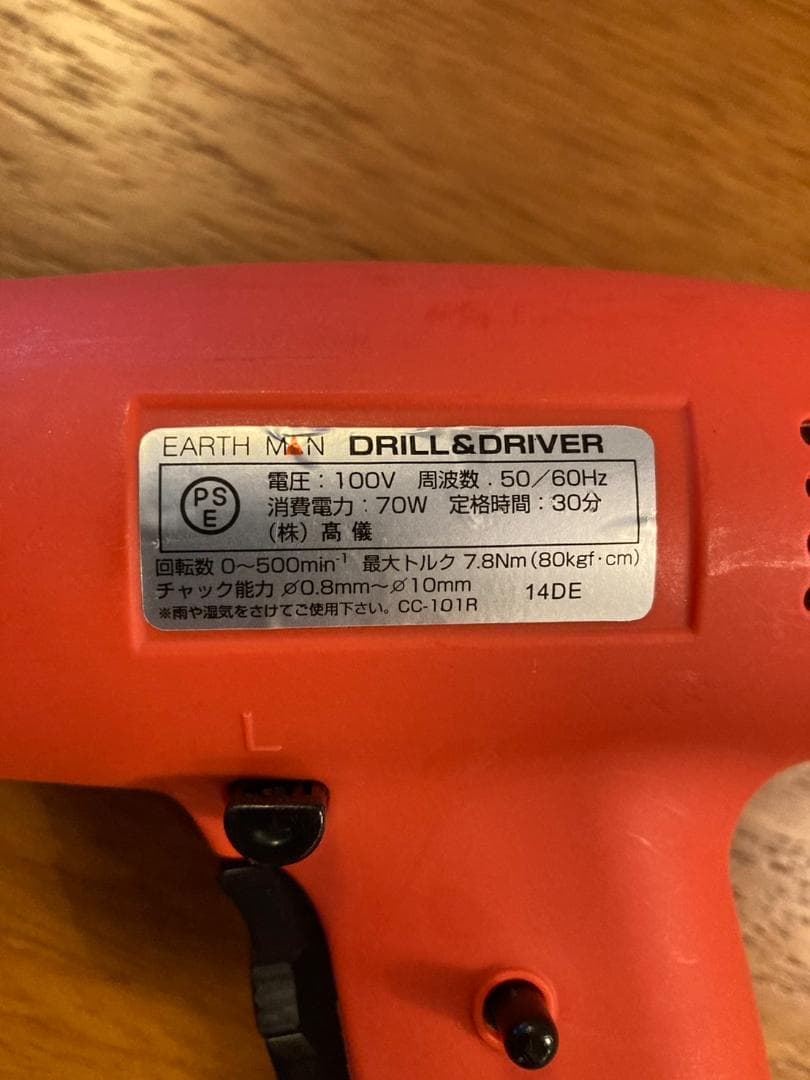 EARTH MAN DRILL&DRIVER
PSE
電圧：100V 周波数．50／60Hz
消費電力：70W 定格時間：30分
（株）髙儀
回転数 0～500min⁻¹ 最大トルク 7.8Nm（80kgf・cm）
チャック能力 ∅0.8mm～∅10mm 14DE
※雨や湿気をさけてご使用下さい。CC-101R
L